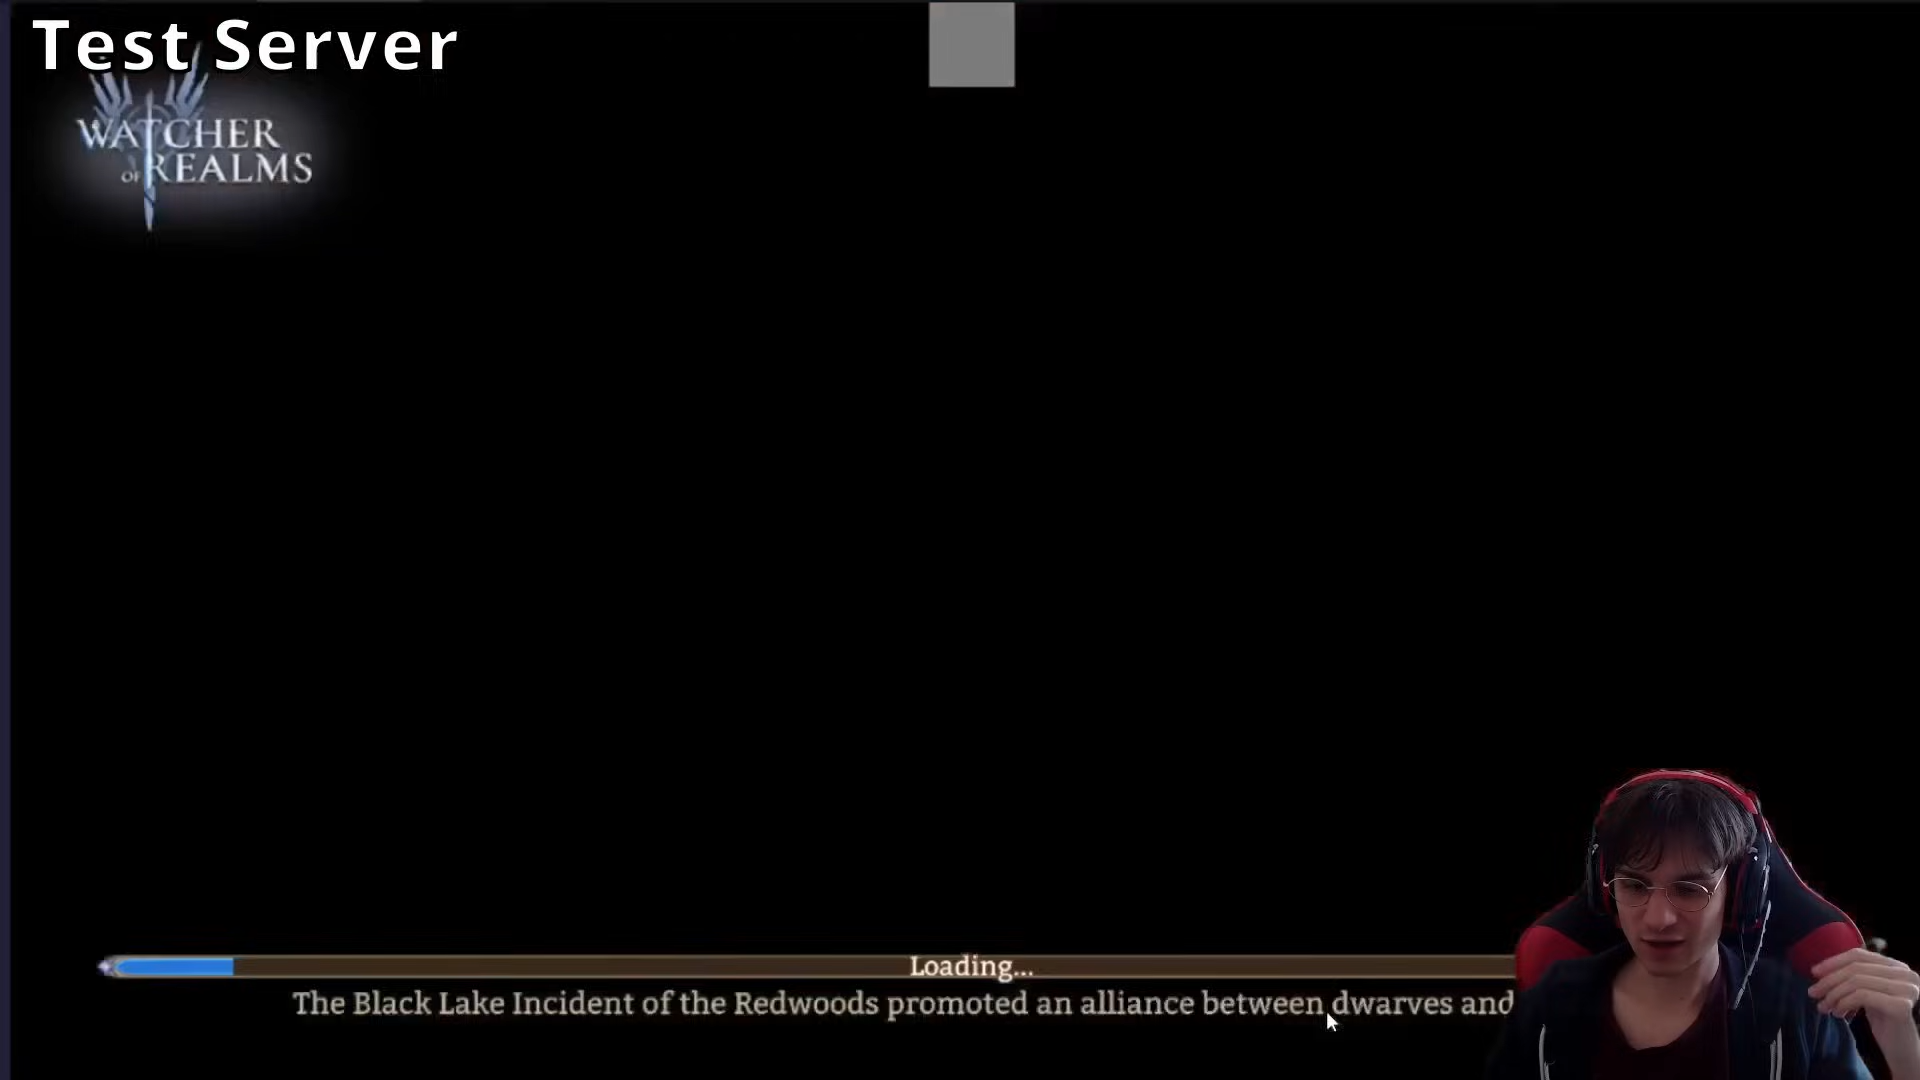 Test Server
WATCHER
OF REALMS
Loading...
The Black Lake Incident of the Redwoods promoted an alliance between dwarves and